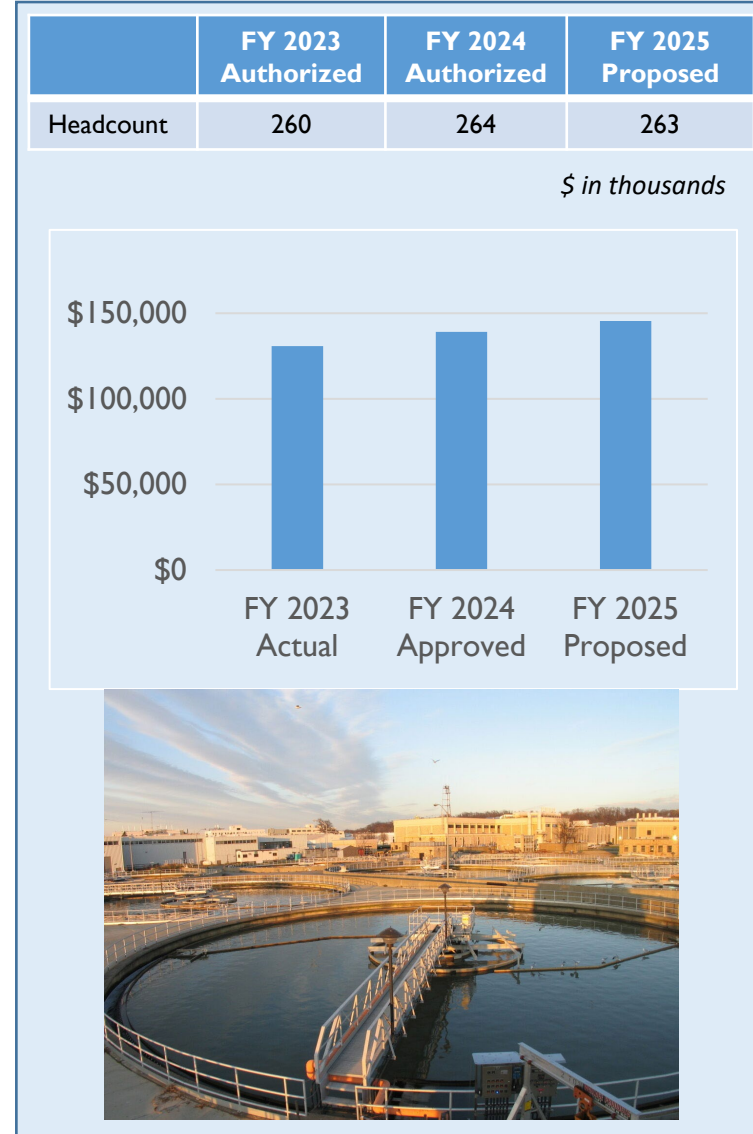 FY 2023 FY 2024 FY 2025
Authorized Authorized Proposed
Headcount 260 264 263
$ in thousands
$150,000
$100,000
$50,000
$0
FY 2023 FY 2024 FY 2025
Actual Approved Proposed